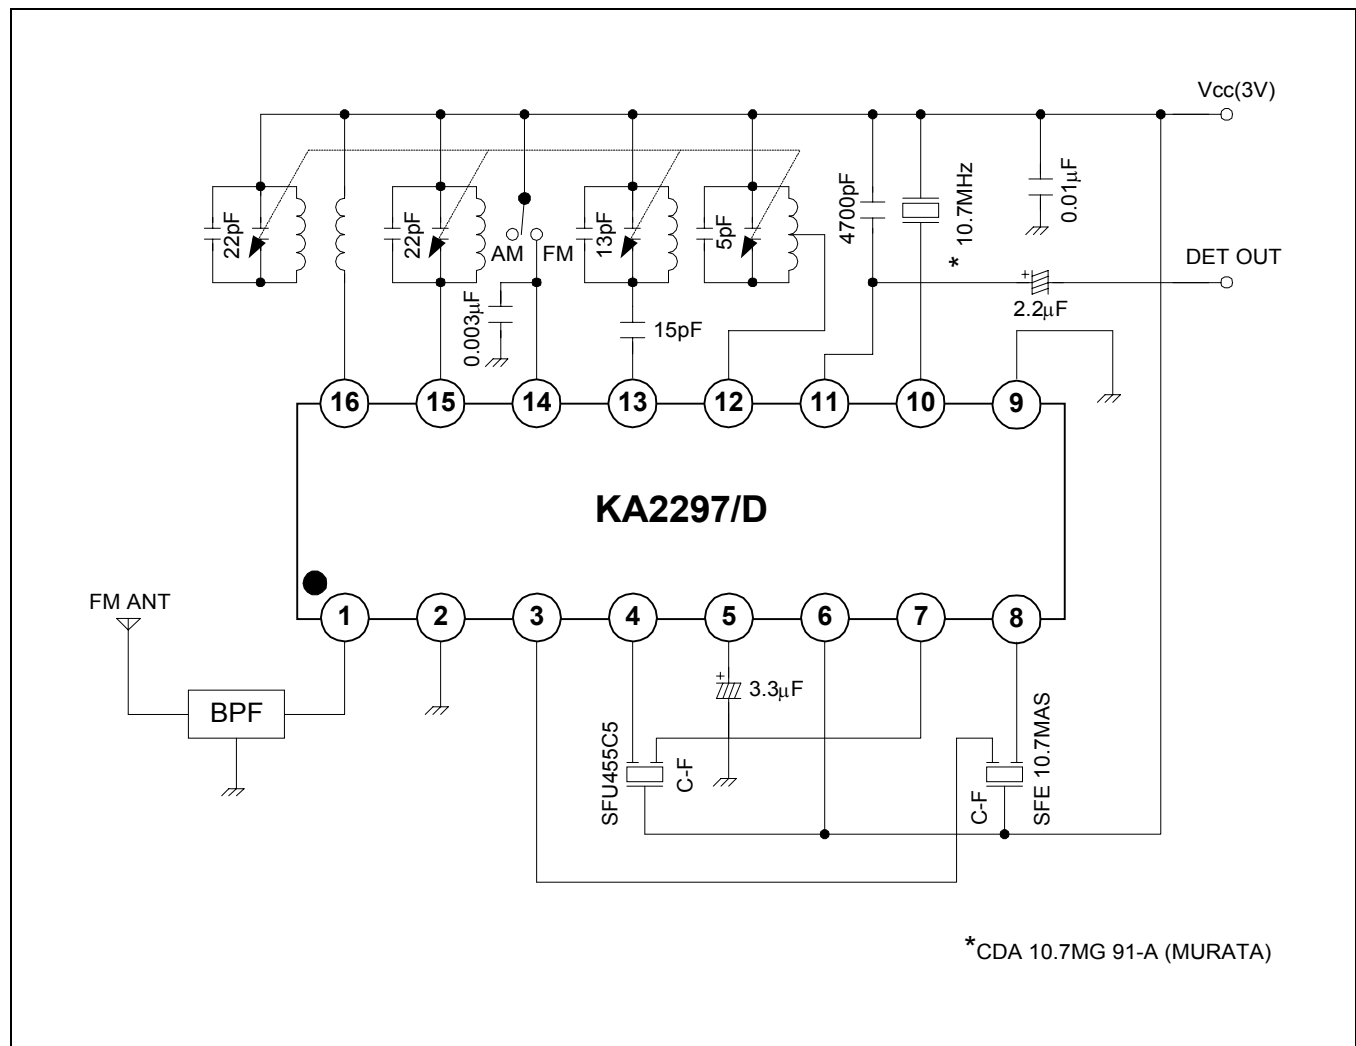 Vcc(3V)
22pF
22pF
AM
FM
13pF
5pF
4700pF
* 10.7MHz
0.01μF
DET OUT
0.003μF
15pF
+
2.2μF
16
15
14
13
12
11
10
9
KA2297/D
FM ANT
1
2
3
4
5
6
7
8
BPF
+
3.3μF
SFU455C5
C-F
C-F
SFE 10.7MAS
*CDA 10.7MG 91-A (MURATA)